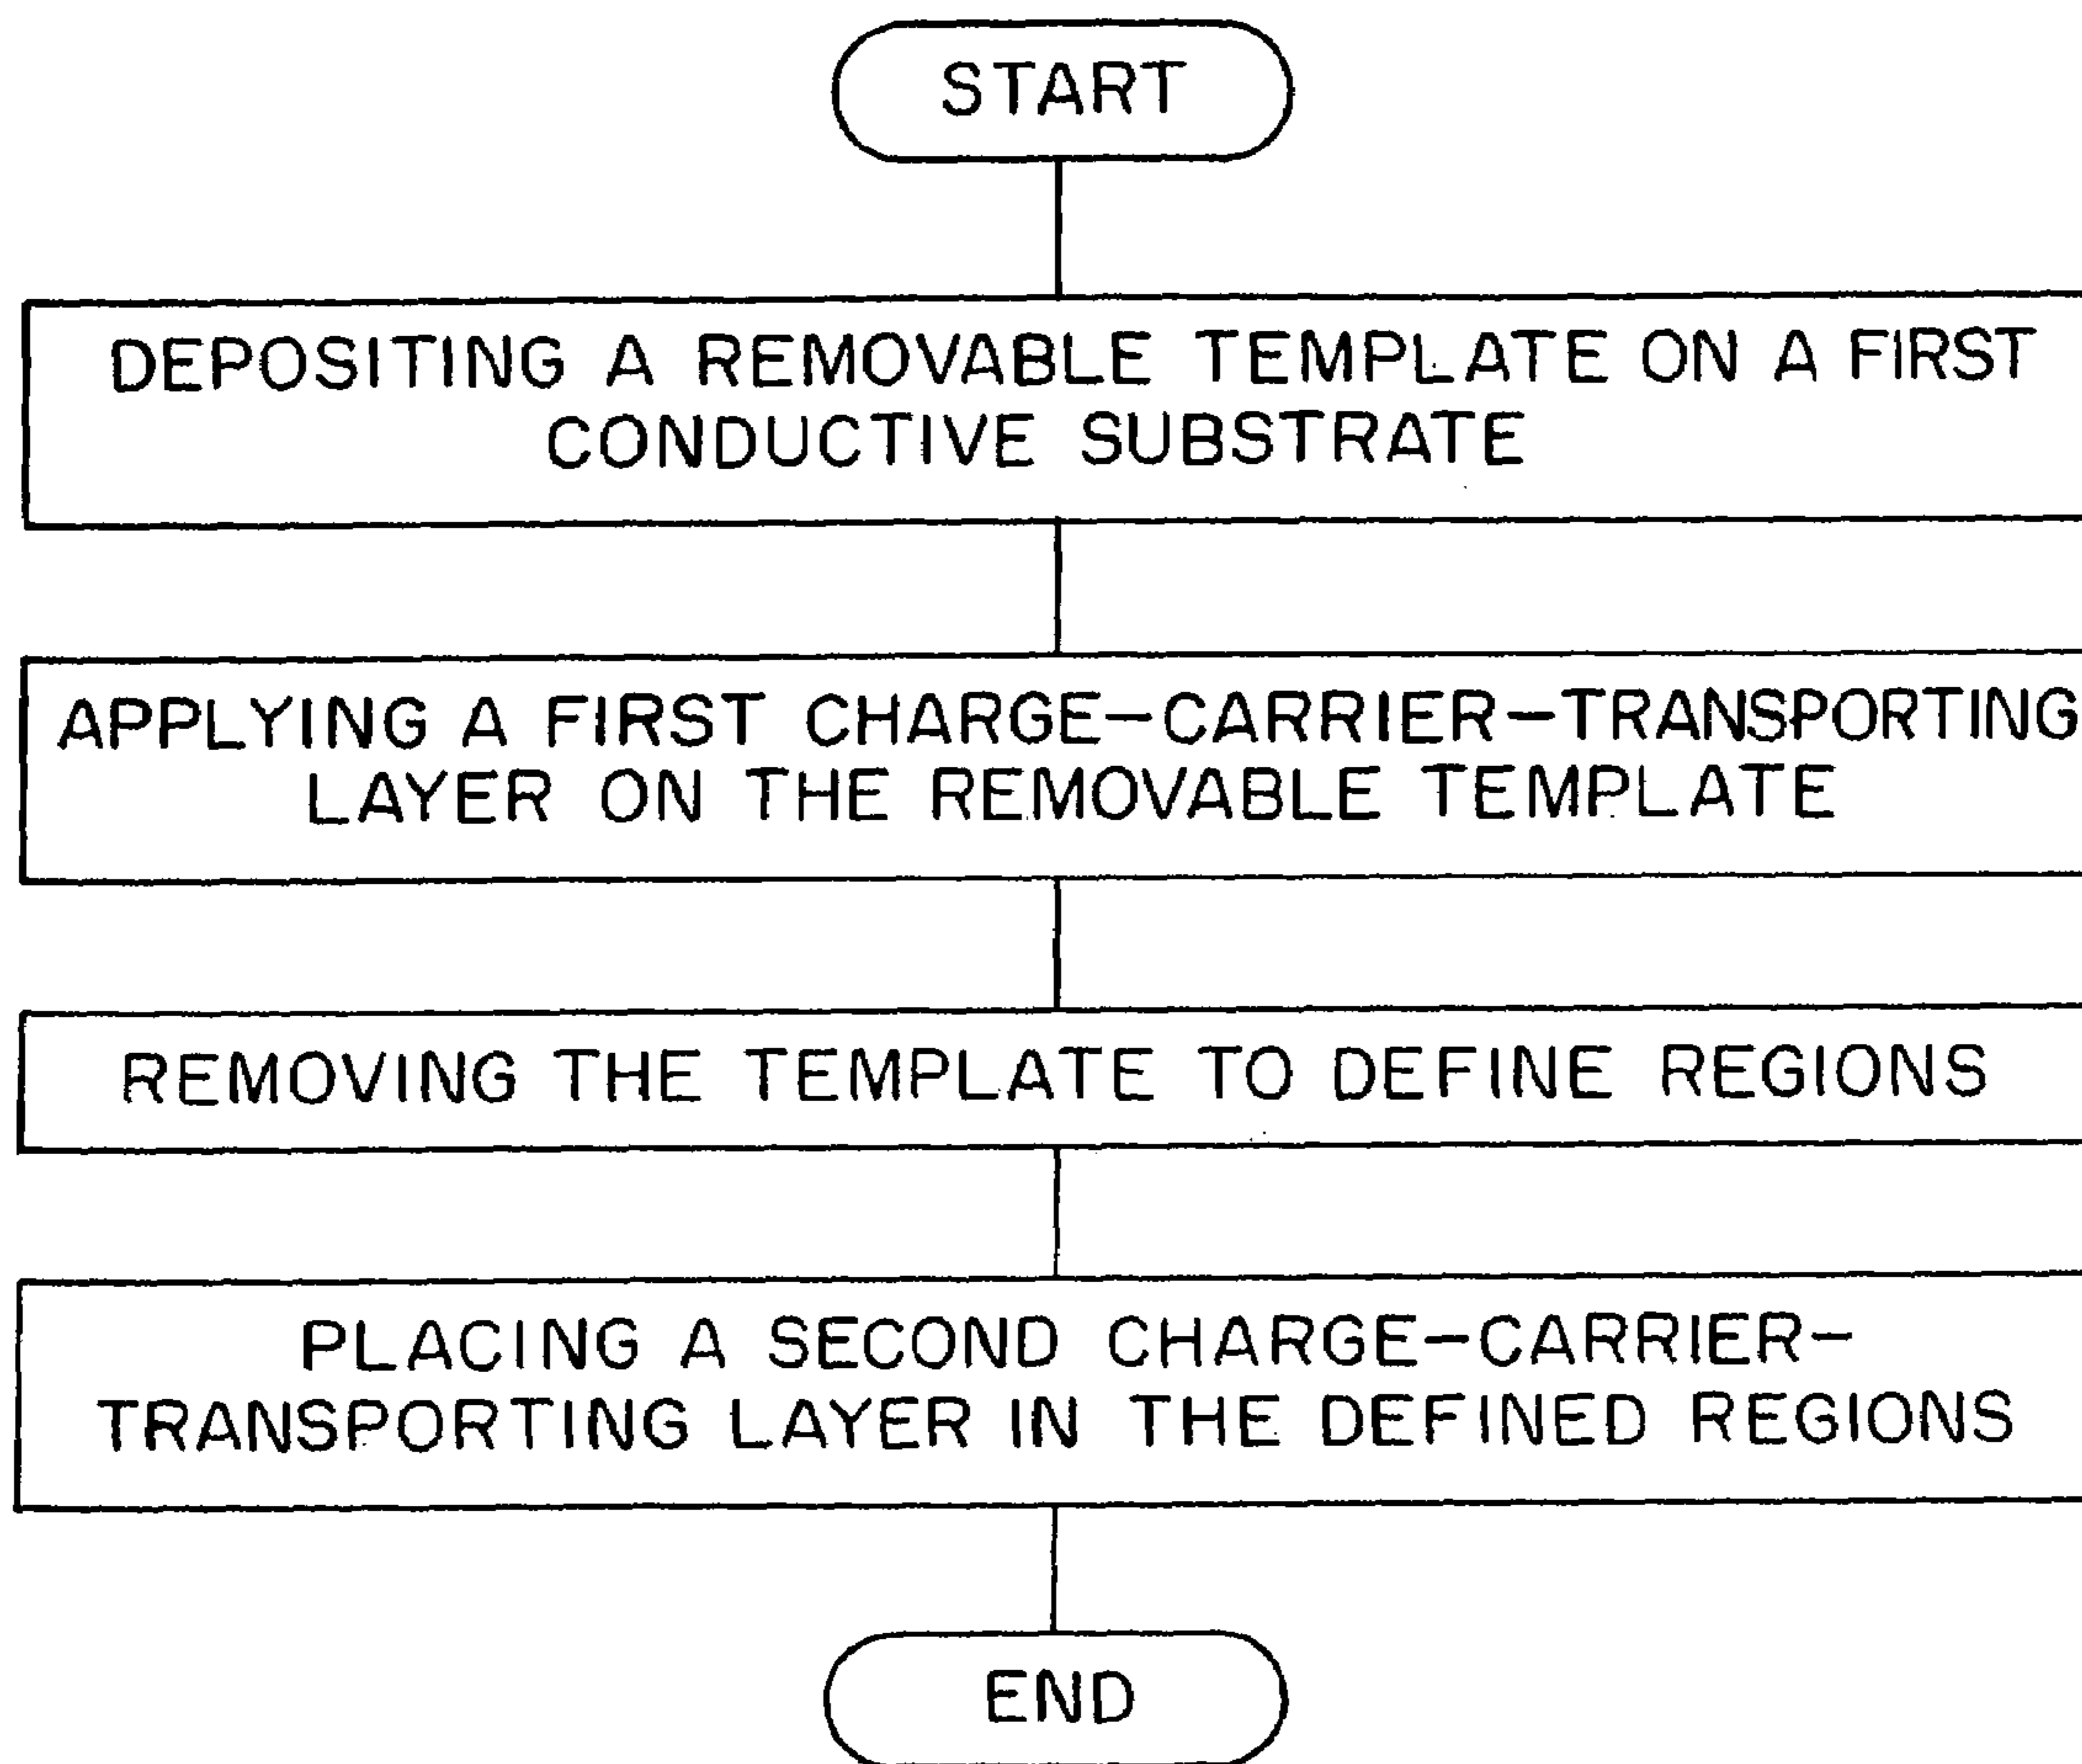 START
DEPOSITING A REMOVABLE TEMPLATE ON A FIRST
CONDUCTIVE SUBSTRATE
APPLYING A FIRST CHARGE-CARRIER-TRANSPORTING
LAYER ON THE REMOVABLE TEMPLATE
REMOVING THE TEMPLATE TO DEFINE REGIONS
PLACING A SECOND CHARGE-CARRIER-
TRANSPORTING LAYER IN THE DEFINED REGIONS
END